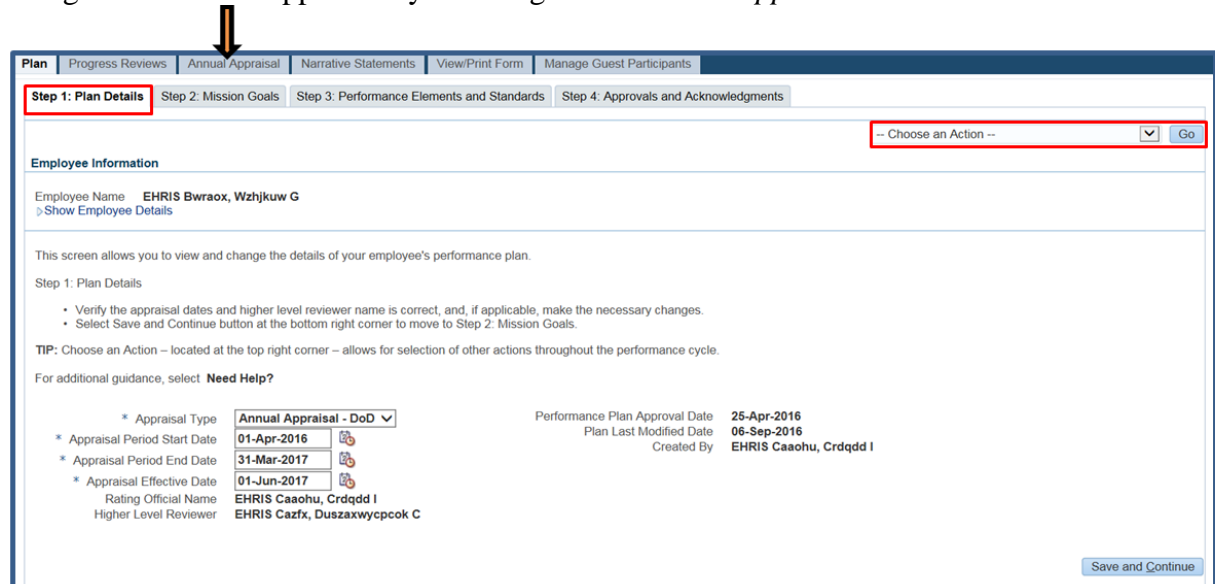 Plan Progress Reviews Annual Appraisal Narrative Statements View/Print Form Manage Guest Participants
Step 1: Plan Details Step 2: Mission Goals Step 3: Performance Elements and Standards Step 4: Approvals and Acknowledgments
-- Choose an Action -- Go
Employee Information
Employee Name EHRIS Bwraox, Wzhjkuw G
Show Employee Details
This screen allows you to view and change the details of your employee's performance plan.
Step 1: Plan Details
• Verify the appraisal dates and higher level reviewer name is correct, and, if applicable, make the necessary changes.
• Select Save and Continue button at the bottom right corner to move to Step 2: Mission Goals.
TIP: Choose an Action – located at the top right corner – allows for selection of other actions throughout the performance cycle.
For additional guidance, select Need Help?
* Appraisal Type Annual Appraisal - DoD Performance Plan Approval Date 25-Apr-2016
* Appraisal Period Start Date 01-Apr-2016 Plan Last Modified Date 06-Sep-2016
* Appraisal Period End Date 31-Mar-2017 Created By EHRIS Caaohu, Crdqdd I
* Appraisal Effective Date 01-Jun-2017
Rating Official Name EHRIS Caaohu, Crdqdd I
Higher Level Reviewer EHRIS Cazfx, Duszaxwycpcok C
Save and Continue